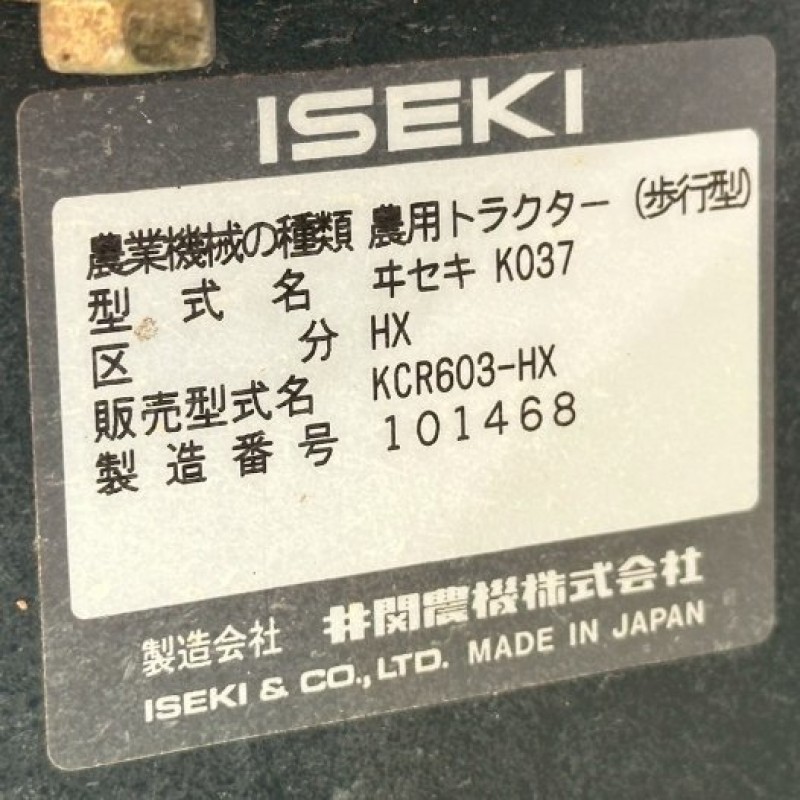 ISEKI
農業機械の種類 農用トラクター (歩行型)
型式名 ヰセキ K037
区分 HX
販売型式名 KCR603-HX
製造番号 101468
製造会社 井関農機株式会社
ISEKI & CO., LTD. MADE IN JAPAN